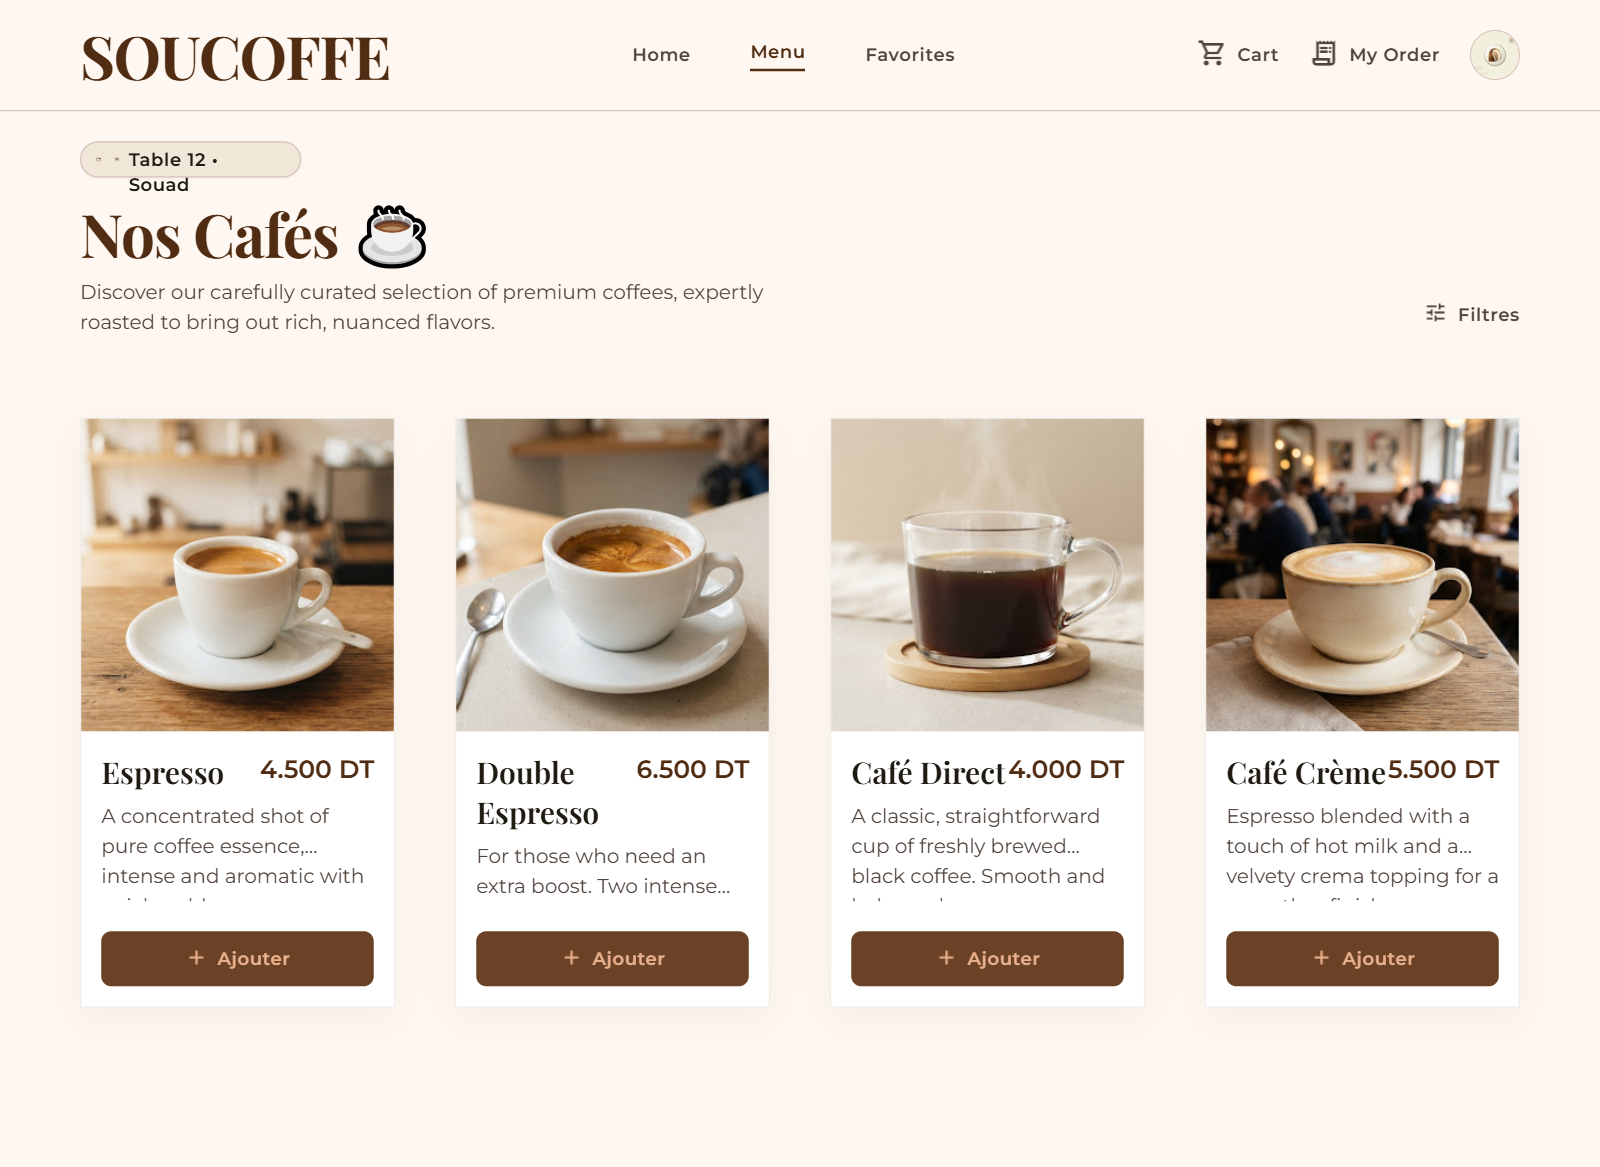 SOUCOFFE
Home
Menu
Favorites
Cart
My Order
Table 12 •
Souad
Nos Cafés
Discover our carefully curated selection of premium coffees, expertly
roasted to bring out rich, nuanced flavors.
Filtres
Espresso
4.500 DT
A concentrated shot of
pure coffee essence,...
intense and aromatic with
+ Ajouter
Double
Espresso
6.500 DT
For those who need an
extra boost. Two intense...
+ Ajouter
Café Direct
4.000 DT
A classic, straightforward
cup of freshly brewed...
black coffee. Smooth and
+ Ajouter
Café Crème
5.500 DT
Espresso blended with a
touch of hot milk and a...
velvety crema topping for a
+ Ajouter